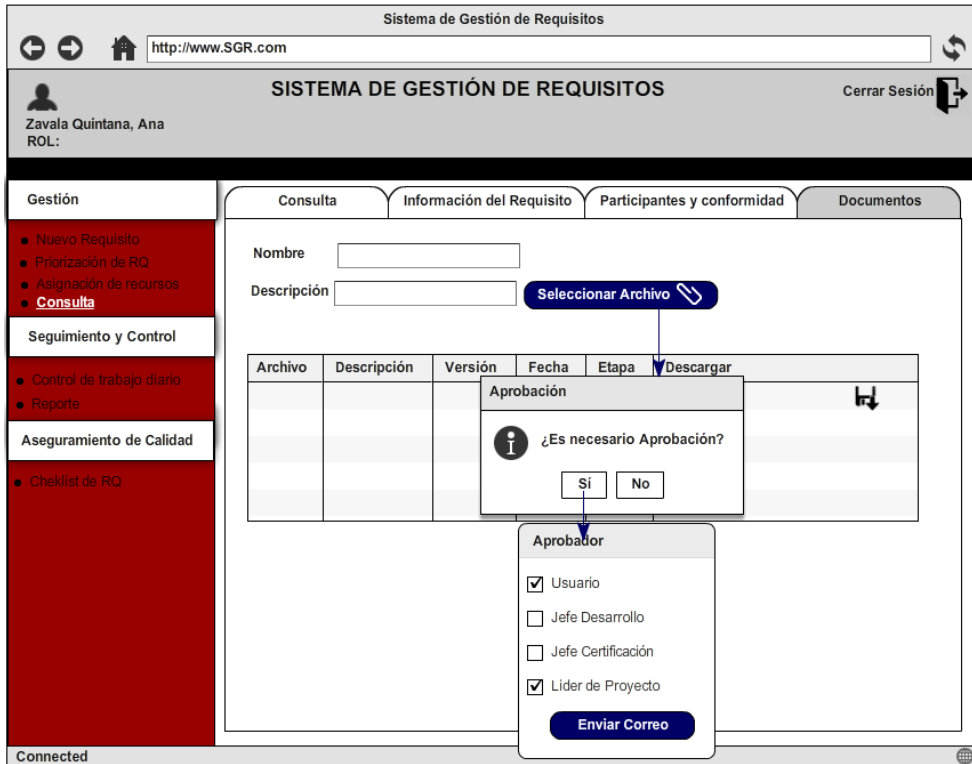 Sistema de Gestión de Requisitos
http://www.SGR.com
SISTEMA DE GESTIÓN DE REQUISITOS
Cerrar Sesión
Zavala Quintana, Ana
ROL:
Gestión
Nuevo Requisito
Priorización de RQ
Asignación de recursos
Consulta
Seguimiento y Control
Control de trabajo diario
Reporte
Aseguramiento de Calidad
Cheklist de RQ
Consulta
Información del Requisito
Participantes y conformidad
Documentos
Nombre
Descripción
Seleccionar Archivo
Archivo Descripción Versión Fecha Etapa Descargar
Aprobación
¿Es necesario Aprobación?
Sí No
Aprobador
Usuario
Jefe Desarrollo
Jefe Certificación
Lider de Proyecto
Enviar Correo
Connected